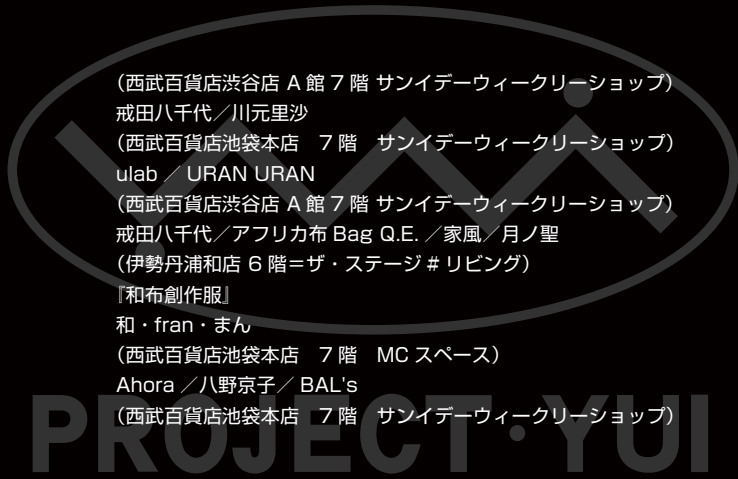 （西武百貨店渋谷店 A 館 7 階 サンイデーウィークリーショップ）
戒田八千代／川元里沙
（西武百貨店池袋本店　7 階　サンイデーウィークリーショップ）
ulab ／ URAN URAN
（西武百貨店渋谷店 A 館 7 階 サンイデーウィークリーショップ）
戒田八千代／アフリカ布 Bag Q.E. ／家風／月ノ聖
（伊勢丹浦和店 6 階＝ザ・ステージ # リビング）
『和布創作服』
和・fran・まん
（西武百貨店池袋本店　7 階　MC スペース）
Ahora ／八野京子／ BAL's
（西武百貨店池袋本店　7 階　サンイデーウィークリーショップ）
PROJECT・YUI